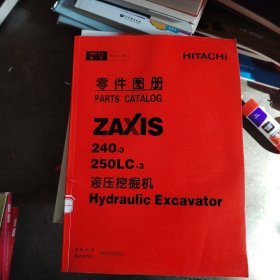 HITACHI
零件图册
PARTS CATALOG
ZAXIS
240-3
250LC-3
液压挖掘机
Hydraulic Excavator